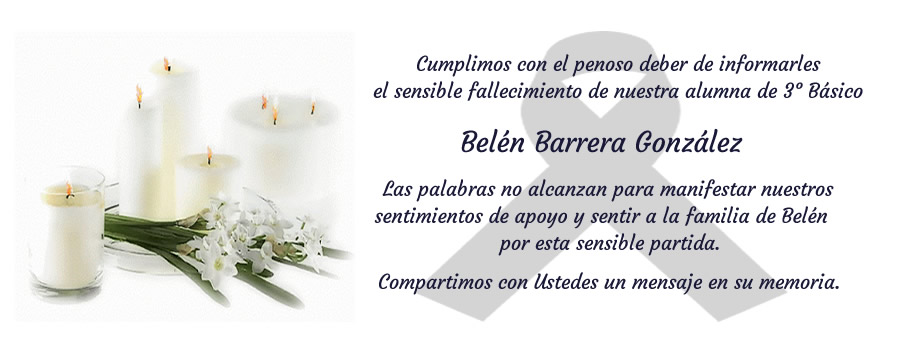 Cumplimos con el penoso deber de informarles
el sensible fallecimiento de nuestra alumna de 3° Básico
Belén Barrera González
Las palabras no alcanzan para manifestar nuestros
sentimientos de apoyo y sentir a la familia de Belén
por esta sensible partida.
Compartimos con Ustedes un mensaje en su memoria.